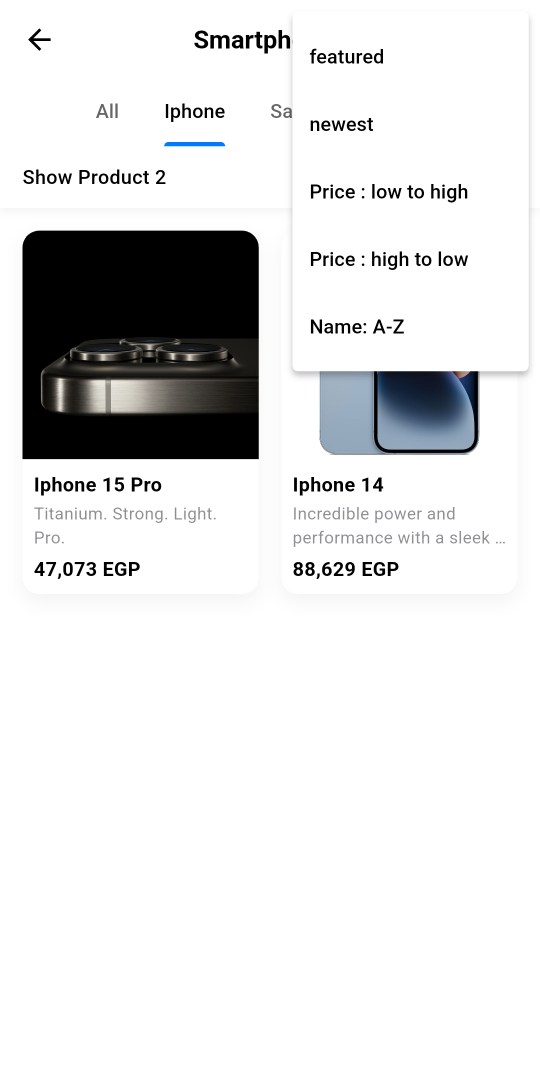 Smartph
featured
All
Iphone
Sa
newest
Show Product 2
Price : low to high
Price : high to low
Name: A-Z
Iphone 15 Pro
Titanium. Strong. Light.
Pro.
47,073 EGP
Iphone 14
Incredible power and
performance with a sleek ...
88,629 EGP